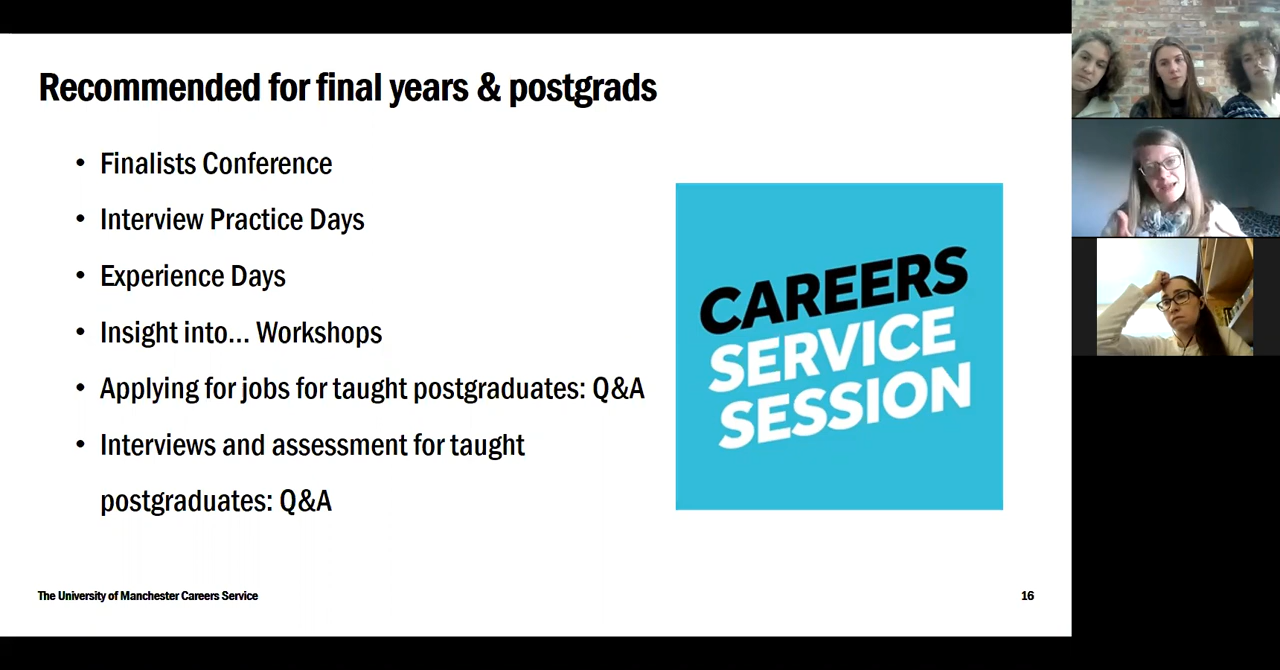 Recommended for final years & postgrads
• Finalists Conference
• Interview Practice Days
• Experience Days
• Insight into... Workshops
• Applying for jobs for taught postgraduates: Q&A
• Interviews and assessment for taught
postgraduates: Q&A
CAREERS
SERVICE
SESSION
The University of Manchester Careers Service
16